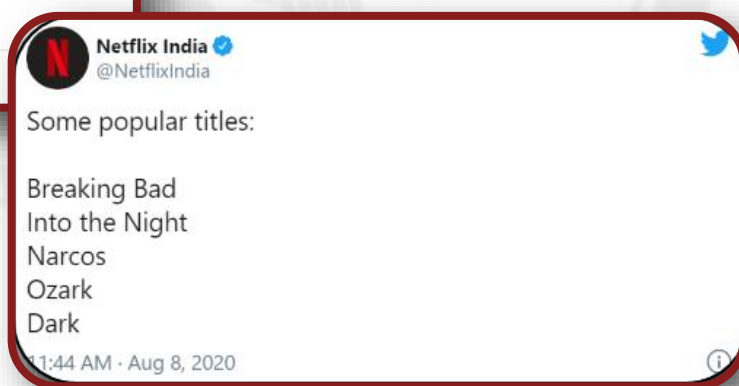 Netflix India
@NetflixIndia
Some popular titles:
Breaking Bad
Into the Night
Narcos
Ozark
Dark
11:44 AM · Aug 8, 2020